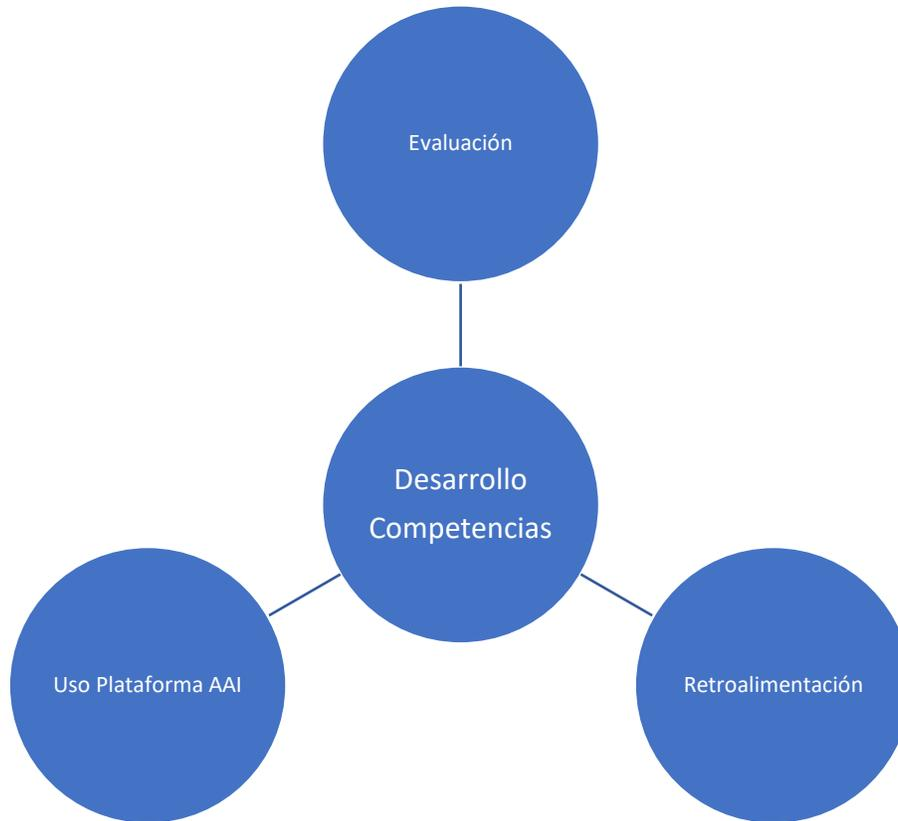 Evaluación
Desarrollo
Competencias
Uso Plataforma AAI
Retroalimentación